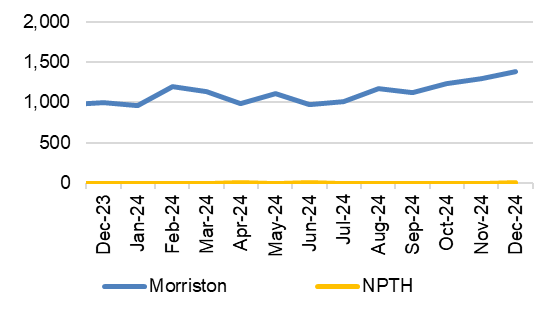 2,000
1,500
1,000
500
0
Dec-23
Jan-24
Feb-24
Mar-24
Apr-24
May-24
Jun-24
Jul-24
Aug-24
Sep-24
Oct-24
Nov-24
Dec-24
Morriston NPTH